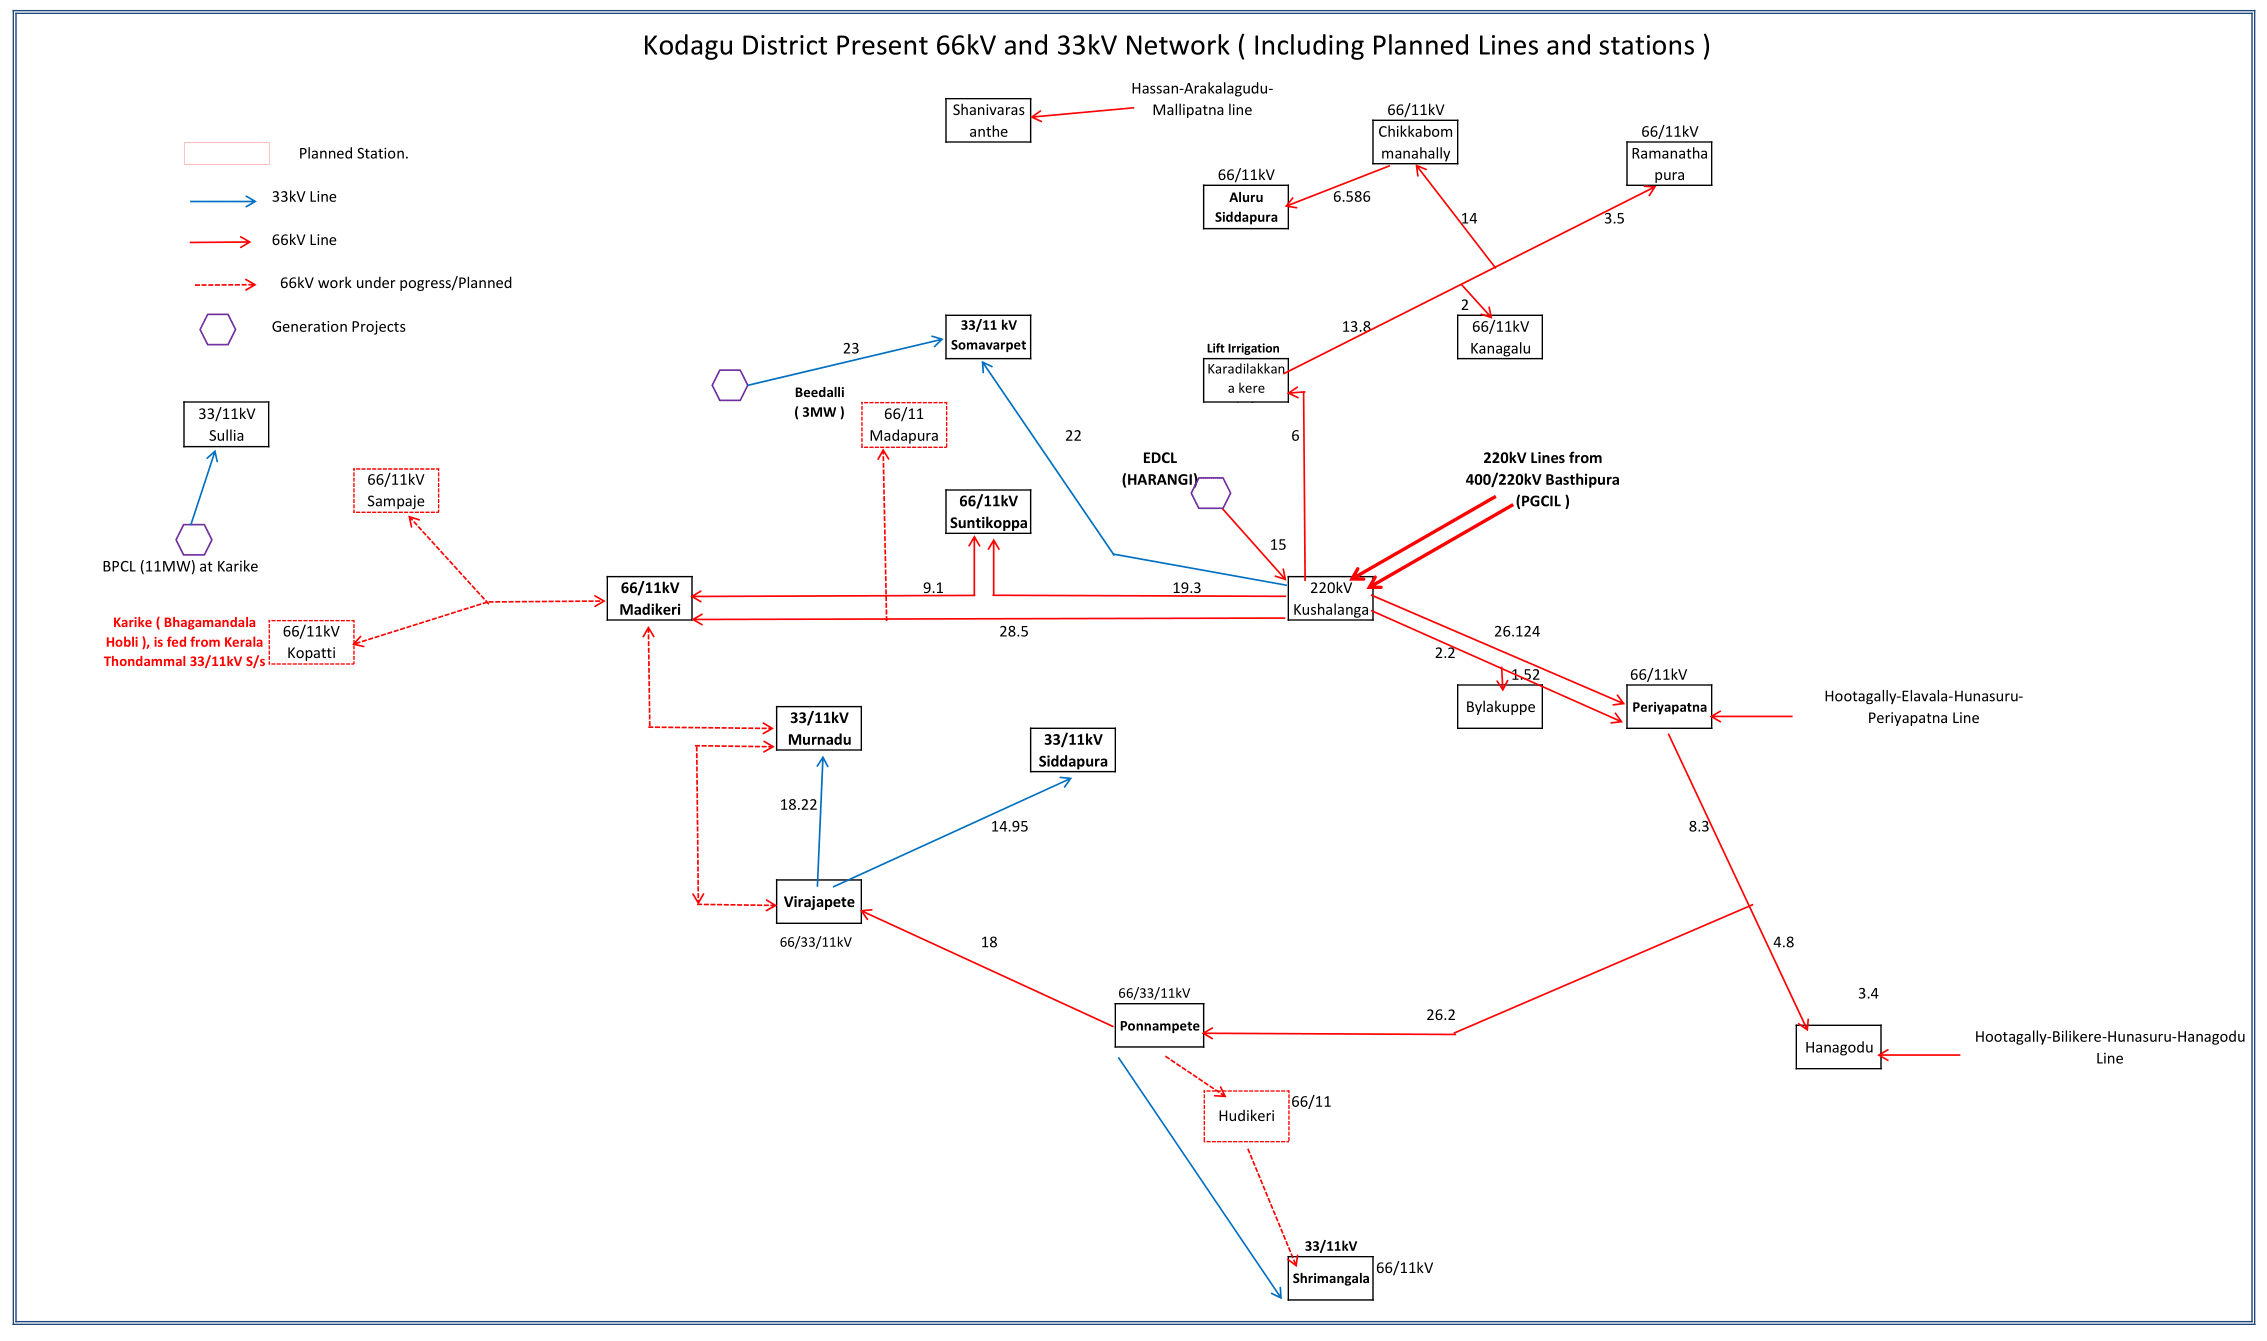 Kodagu District Present 66kV and 33kV Network ( Including Planned Lines and stations )
Planned Station.
33kV Line
66kV Line
66kV work under pogress/Planned
Generation Projects
Shanivaras
anthe
Hassan-Arakalagudu-
Mallipatna line
66/11kV
Chikkabom
manahally
66/11kV
Ramanatha
pura
66/11kV
Aluru
Siddapura
6.586
14
3.5
2
66/11kV
Kanagalu
13.8
Lift Irrigation
Karadilakkan
a kere
6
33/11 kV
Somavarpet
23
Beedalli
( 3MW )
66/11
Madapura
22
33/11kV
Sullia
BPCL (11MW) at Karike
66/11kV
Sampaje
EDCL
(HARANGI)
15
220kV Lines from
400/220kV Basthipura
(PGCIL )
66/11kV
Suntikoppa
66/11kV
Madikeri
9.1
19.3
28.5
220kV
Kushalanga
Karike ( Bhagamandala
Hobli ), is fed from Kerala
Thondammal 33/11kV S/s
66/11kV
Kopatti
26.124
2.2
1.52
Bylakuppe
66/11kV
Periyapatna
Hootagally-Elavala-Hunasuru-
Periyapatna Line
33/11kV
Murnadu
33/11kV
Siddapura
18.22
14.95
8.3
Virajapete
66/33/11kV
18
4.8
3.4
66/33/11kV
Ponnampete
26.2
Hanagodu
Hootagally-Bilikere-Hunasuru-Hanagodu
Line
Hudikeri
66/11
33/11kV
Shrimangala
66/11kV